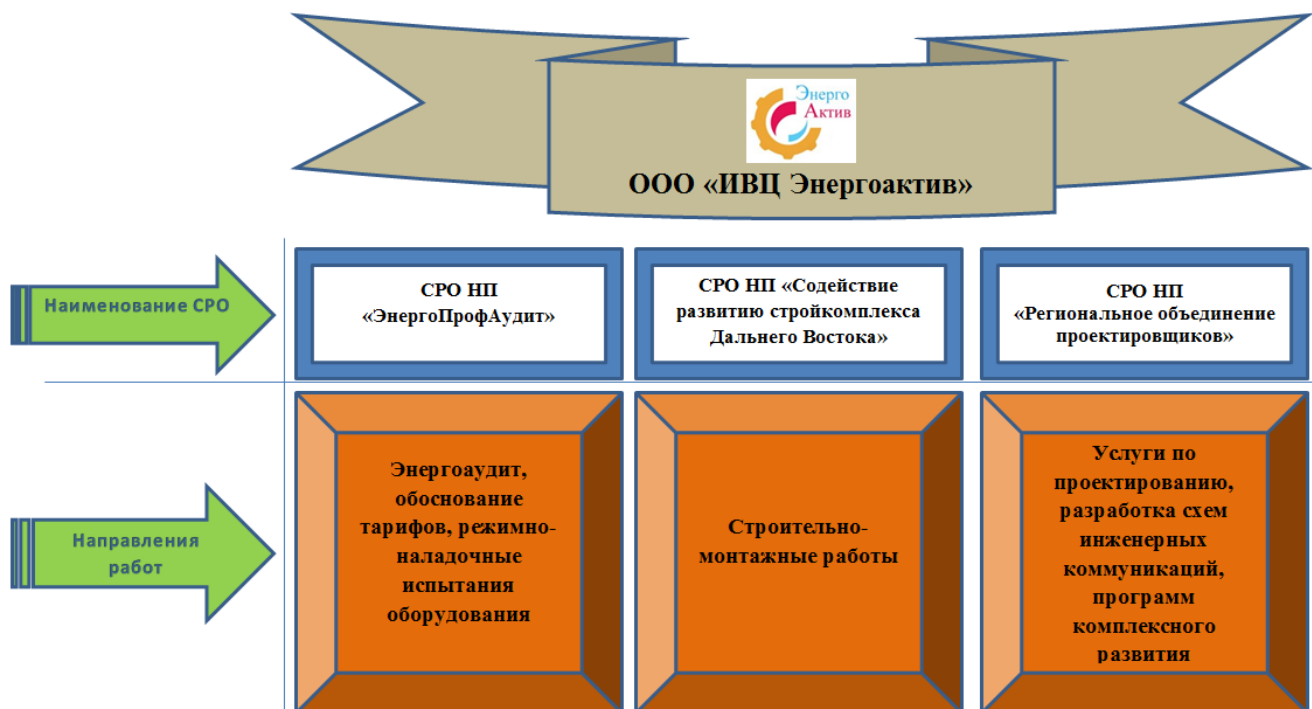 Энерго
Актив
ООО «ИВЦ Энергоактив»
Наименование СРО
СРО НП
«ЭнергоПрофАудит»
СРО НП «Содействие
развитию стройкомплекса
Дальнего Востока»
СРО НП
«Региональное объединение
проектировщиков»
Направления
работ
Энергоаудит,
обоснование
тарифов, режимно-
наладочные
испытания
оборудования
Строительно-
монтажные работы
Услуги по
проектированию,
разработка схем
инженерных
коммуникаций,
программ
комплексного
развития